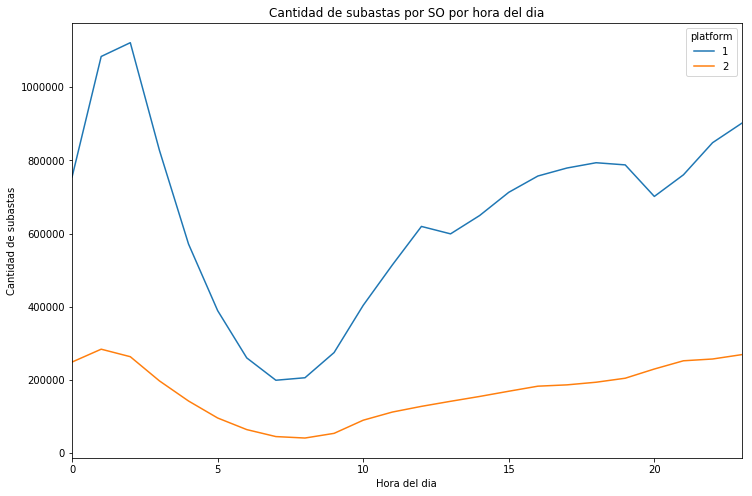 Cantidad de subastas por SO por hora del dia
platform
1
2
1000000
800000
600000
400000
200000
0
Cantidad de subastas
0 5 10 15 20
Hora del dia